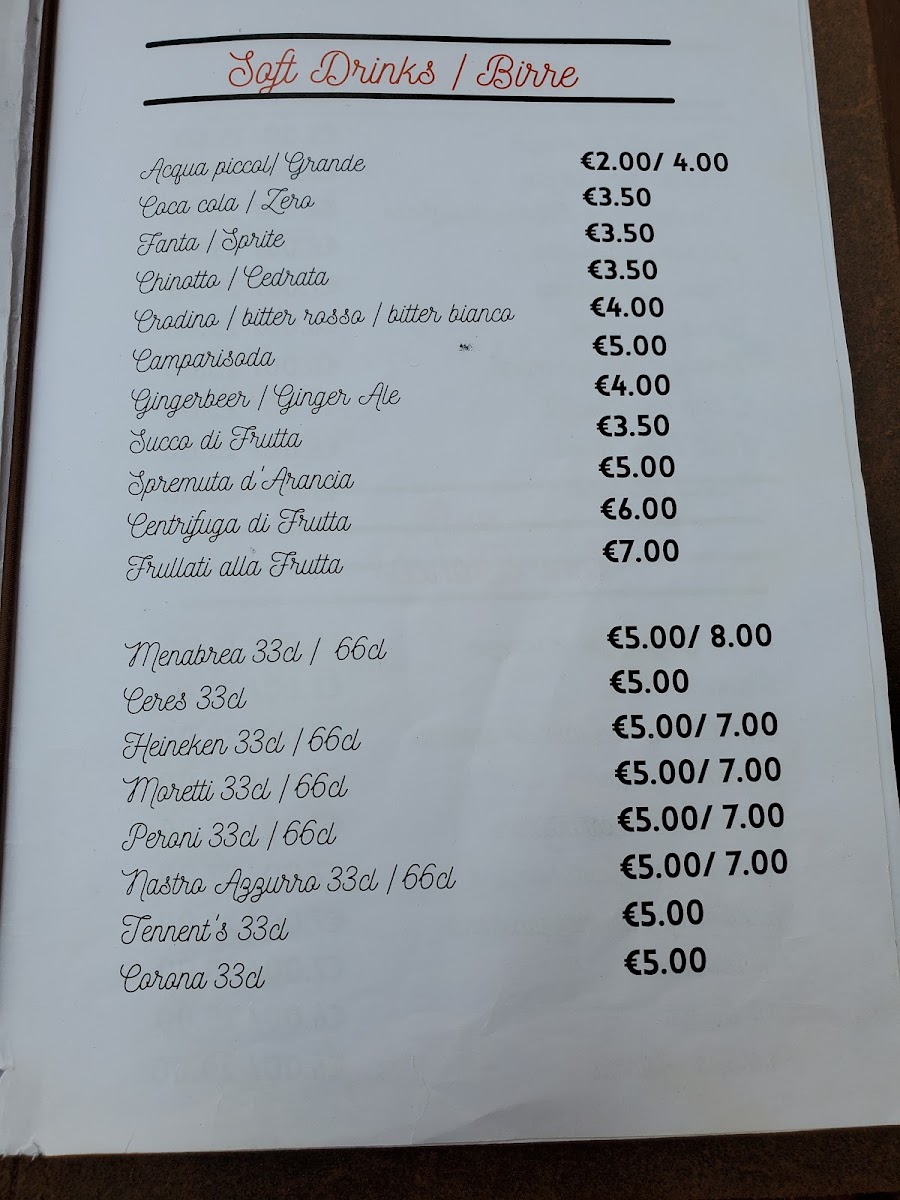 Soft Drinks / Birre
Acqua piccol/ Grande €2.00/ 4.00
Coca cola / Zero €3.50
Fanta / Sprite €3.50
Chinotto / Cedrata €3.50
Crodino / bitter rosso / bitter bianco €4.00
Camparisoda €5.00
Gingerbeer / Ginger Ale €4.00
Succo di Frutta €3.50
Spremuta d'Arancia €5.00
Centrifuga di Frutta €6.00
Frullati alla Frutta €7.00
Menabrea 33cl / 66cl €5.00/ 8.00
Ceres 33cl €5.00
Heineken 33cl / 66cl €5.00/ 7.00
Moretti 33cl / 66cl €5.00/ 7.00
Peroni 33cl / 66cl €5.00/ 7.00
Nastro Azzurro 33cl / 66cl €5.00/ 7.00
Tennent's 33cl €5.00
Corona 33cl €5.00